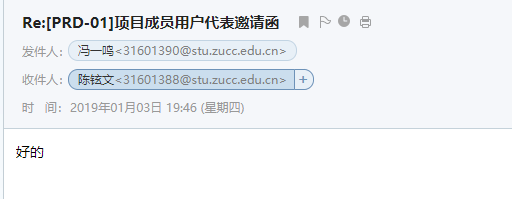 Re:[PRD-01]项目成员用户代表邀请函
发件人：冯一鸣<31601390@stu.zucc.edu.cn>
收件人：陈铉文<31601388@stu.zucc.edu.cn> +
时 间：2019年01月03日 19:46 (星期四)
好的